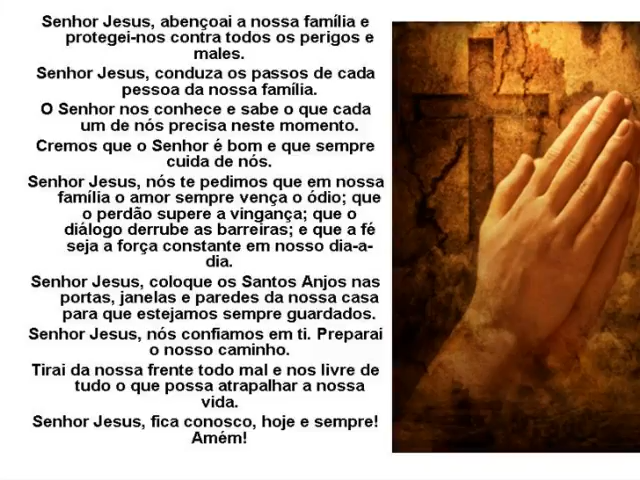 Senhor Jesus, abençoai a nossa família e
protegei-nos contra todos os perigos e
males.
Senhor Jesus, conduza os passos de cada
pessoa da nossa família.
O Senhor nos conhece e sabe o que cada
um de nós precisa neste momento.
Cremos que o Senhor é bom e que sempre
cuida de nós.
Senhor Jesus, nós te pedimos que em nossa
família o amor sempre vença o ódio; que
o perdão supere a vingança; que o
diálogo derrube as barreiras; e que a fé
seja a força constante em nosso dia-a-
dia.
Senhor Jesus, coloque os Santos Anjos nas
portas, janelas e paredes da nossa casa
para que estejamos sempre guardados.
Senhor Jesus, nós confiamos em ti. Preparai
o nosso caminho.
Tirai da nossa frente todo mal e nos livre de
tudo o que possa atrapalhar a nossa
vida.
Senhor Jesus, fica conosco, hoje e sempre!
Amém!